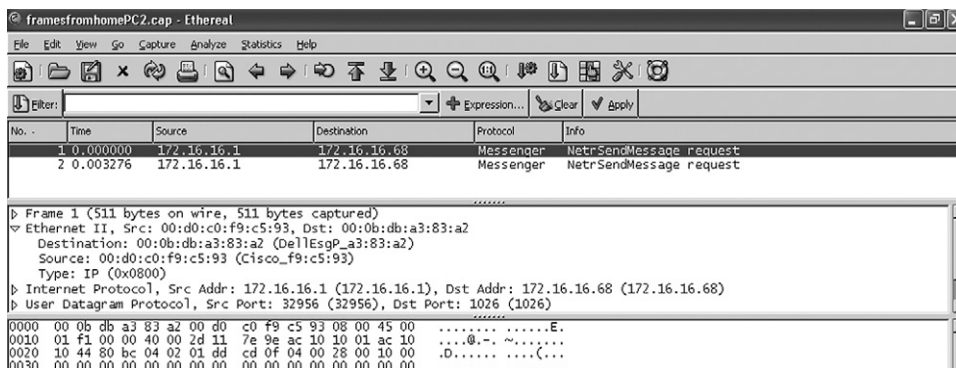 framesfromhomePC2.cap - Ethereal
File Edit View Go Capture Analyze Statistics Help
Filter: Expression... Clear Apply
No. - Time Source Destination Protocol Info
1 0.000000 172.16.16.1 172.16.16.68 Messenger NetrSendMessage request
2 0.003276 172.16.16.1 172.16.16.68 Messenger NetrSendMessage request
Frame 1 (511 bytes on wire, 511 bytes captured)
Ethernet II, Src: 00:d0:c0:f9:c5:93, Dst: 00:0b:db:a3:83:a2
Destination: 00:0b:db:a3:83:a2 (DellEsgP_a3:83:a2)
Source: 00:d0:c0:f9:c5:93 (Cisco_f9:c5:93)
Type: IP (0x0800)
Internet Protocol, Src Addr: 172.16.16.1 (172.16.16.1), Dst Addr: 172.16.16.68 (172.16.16.68)
User Datagram Protocol, Src Port: 32956 (32956), Dst Port: 1026 (1026)
0000 00 0b db a3 83 a2 00 d0 c0 f9 c5 93 08 00 45 00 ........ ......E.
0010 01 f1 00 00 40 00 2d 11 7e 9e ac 10 10 01 ac 10 ....@.-. ~.......
0020 10 44 80 bc 04 02 01 dd cd 0f 04 00 28 00 10 00 .D...... ....(...
0030 00 00 00 00 00 00 00 00 00 00 00 00 00 00 00 00